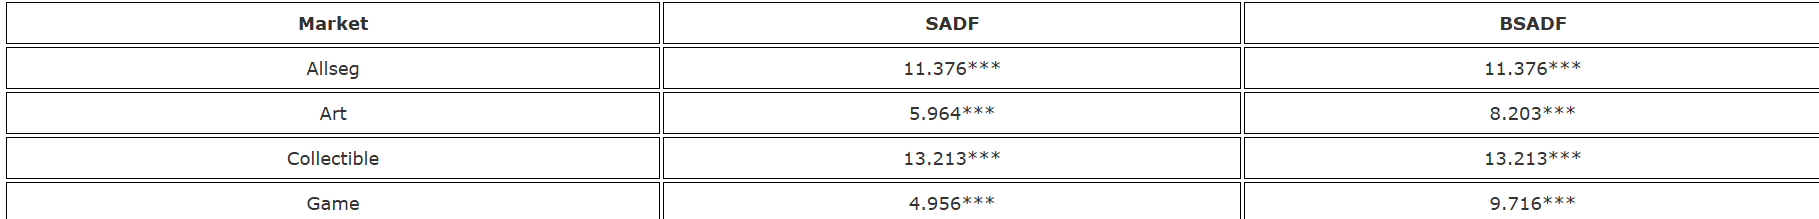 Market SADF BSADF
Allseg 11.376*** 11.376***
Art 5.964*** 8.203***
Collectible 13.213*** 13.213***
Game 4.956*** 9.716***